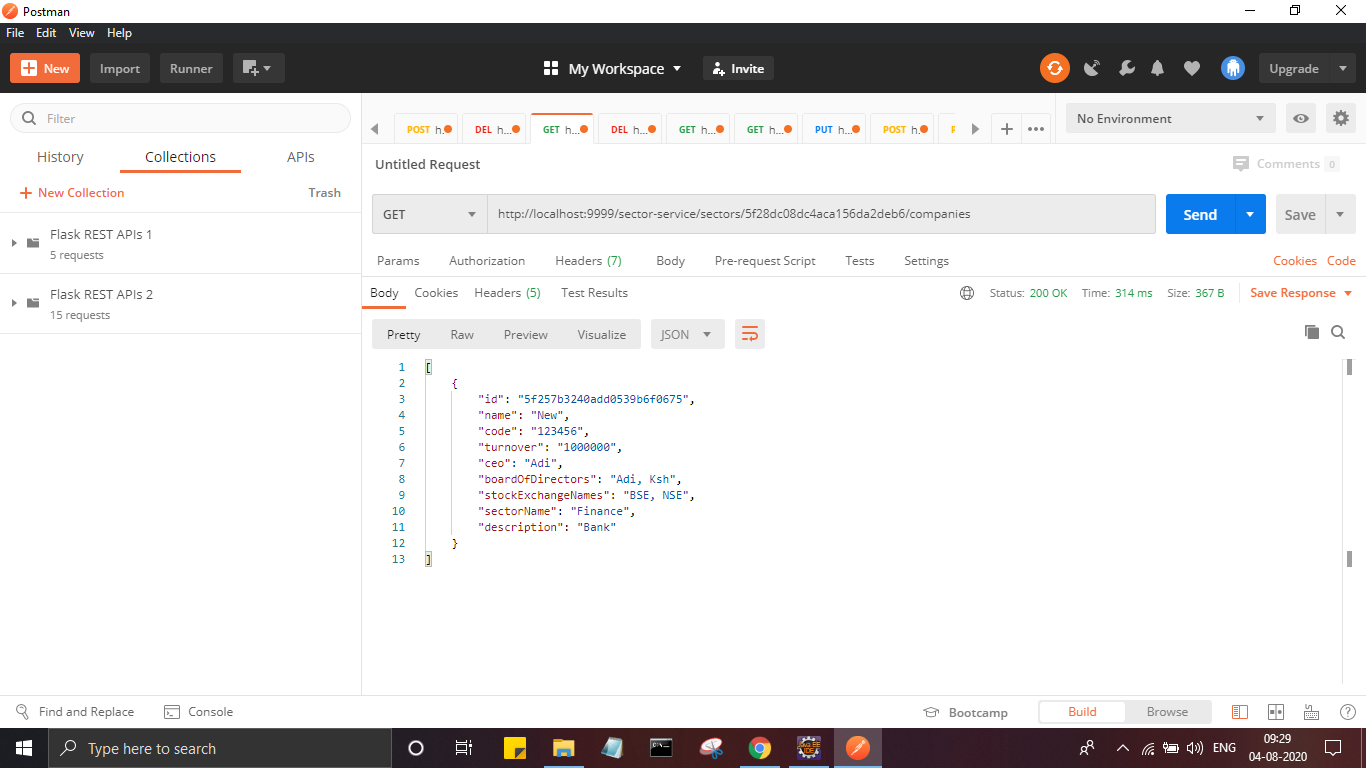 Postman
File Edit View Help
New Import Runner My Workspace Invite Upgrade
Filter
History Collections APIs
New Collection Trash
Flask REST APIs 1
5 requests
Flask REST APIs 2
15 requests
POST h. DEL h... GET h... DEL h... GET h... GET h... PUT h... POST h. No Environment
Untitled Request Comments 0
GET http://localhost:9999/sector-service/sectors/5f28dc08dc4aca156da2deb6/companies Send Save
Params Authorization Headers (7) Body Pre-request Script Tests Settings Cookies Code
Body Cookies Headers (5) Test Results Status: 200 OK Time: 314 ms Size: 367 B Save Response
Pretty Raw Preview Visualize JSON
1 [
2 {
3 "id": "5f257b3240add0539b6f0675",
4 "name": "New",
5 "code": "123456",
6 "turnover": "1000000",
7 "ceo": "Adi",
8 "boardOfDirectors": "Adi, Ksh",
9 "stockExchangeNames": "BSE, NSE",
10 "sectorName": "Finance",
11 "description": "Bank"
12 }
13 ]
Find and Replace Console Bootcamp Build Browse
Type here to search ENG 09:29
04-08-2020